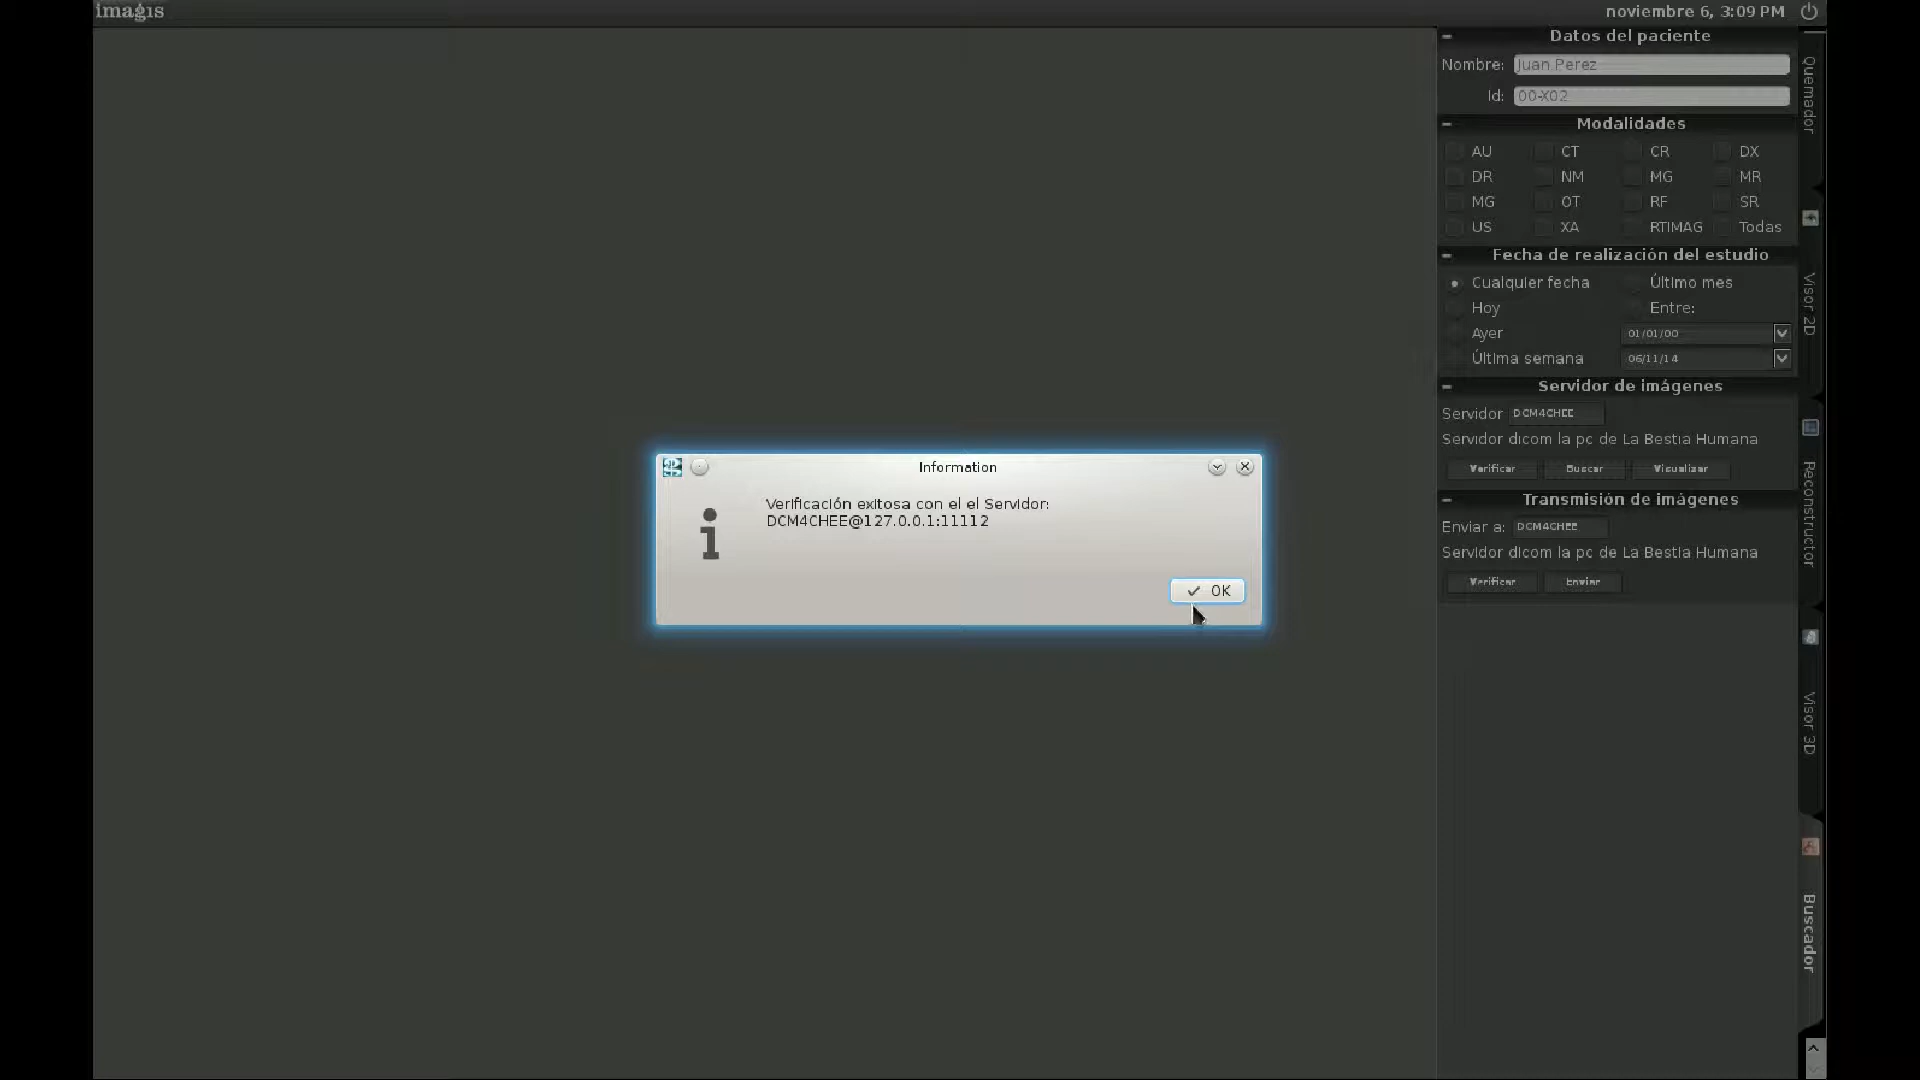 imagis
noviembre 6, 3:09 PM
Datos del paciente
Nombre: Juan Perez
Id: 00-X02
Modalidades
AU CT CR DX
DR NM MG MR
MG OT RF SR
US XA RTIMAG Todas
Fecha de realización del estudio
Cualquier fecha Último mes
Hoy Entre:
Ayer 01/01/00
Última semana 06/11/14
Servidor de imágenes
Servidor DCM4CHEE
Servidor dicom la pc de La Bestia Humana
Verificar Buscar Visualizar
Transmisión de imágenes
Enviar a: DCM4CHEE
Servidor dicom la pc de La Bestia Humana
Verificar Enviar
Information
Verificación exitosa con el el Servidor:
DCM4CHEE@127.0.0.1:11112
OK
Quemador
Visor 2D
Reconstructor
Visor 3D
Buscador